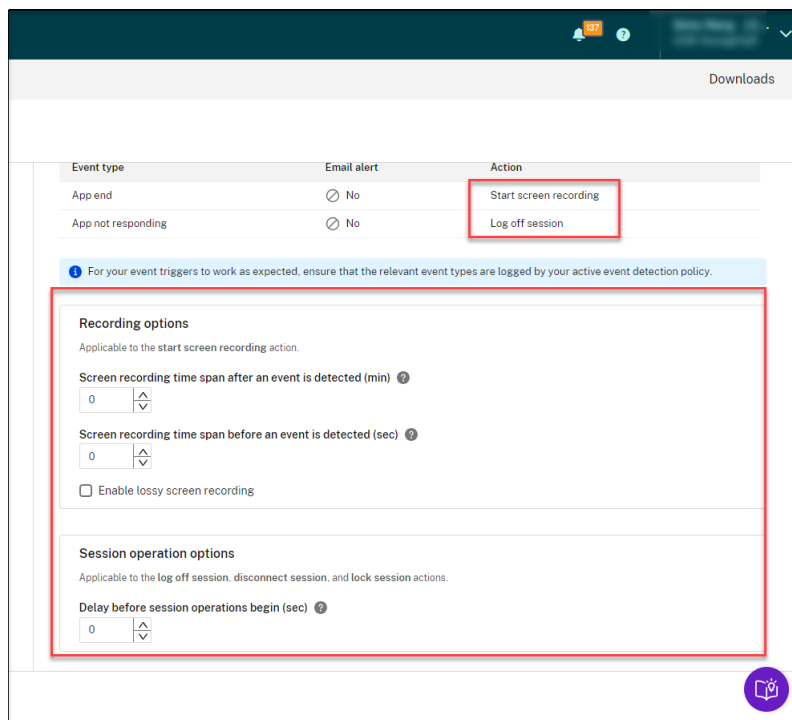 137
?
Downloads
Event type Email alert Action
App end No Start screen recording
App not responding No Log off session
i For your event triggers to work as expected, ensure that the relevant event types are logged by your active event detection policy.
Recording options
Applicable to the start screen recording action.
Screen recording time span after an event is detected (min) ?
0
Screen recording time span before an event is detected (sec) ?
0
Enable lossy screen recording
Session operation options
Applicable to the log off session, disconnect session, and lock session actions.
Delay before session operations begin (sec) ?
0